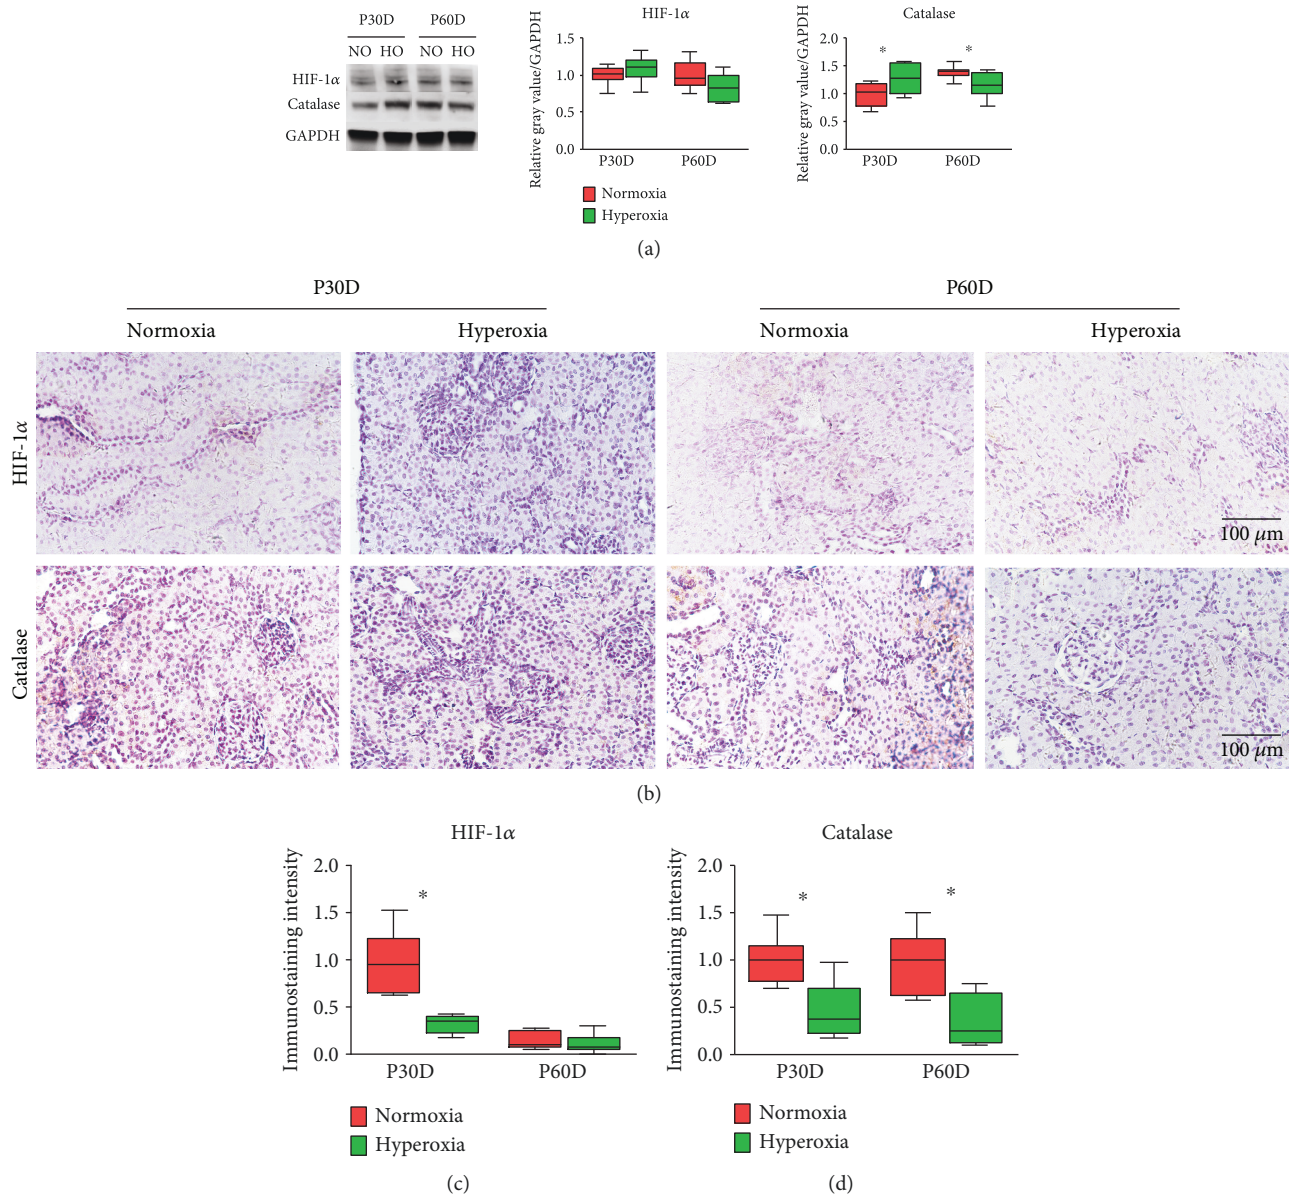 P30D P60D
NO HO NO HO
HIF-1α
Catalase
GAPDH
HIF-1α
Relative gray value/GAPDH
1.5
1.0
0.5
0.0
P30D P60D
Normoxia
Hyperoxia
Catalase
Relative gray value/GAPDH
2.0
1.5
1.0
0.5
0.0
* *
P30D P60D
(a)
P30D P60D
Normoxia Hyperoxia Normoxia Hyperoxia
HIF-1α
100 μm
Catalase
100 μm
(b)
HIF-1α
Immunostaining intensity
2.0
1.5
1.0
0.5
0.0
*
P30D P60D
Normoxia
Hyperoxia
(c)
Catalase
Immunostaining intensity
2.0
1.5
1.0
0.5
0.0
* *
P30D P60D
Normoxia
Hyperoxia
(d)